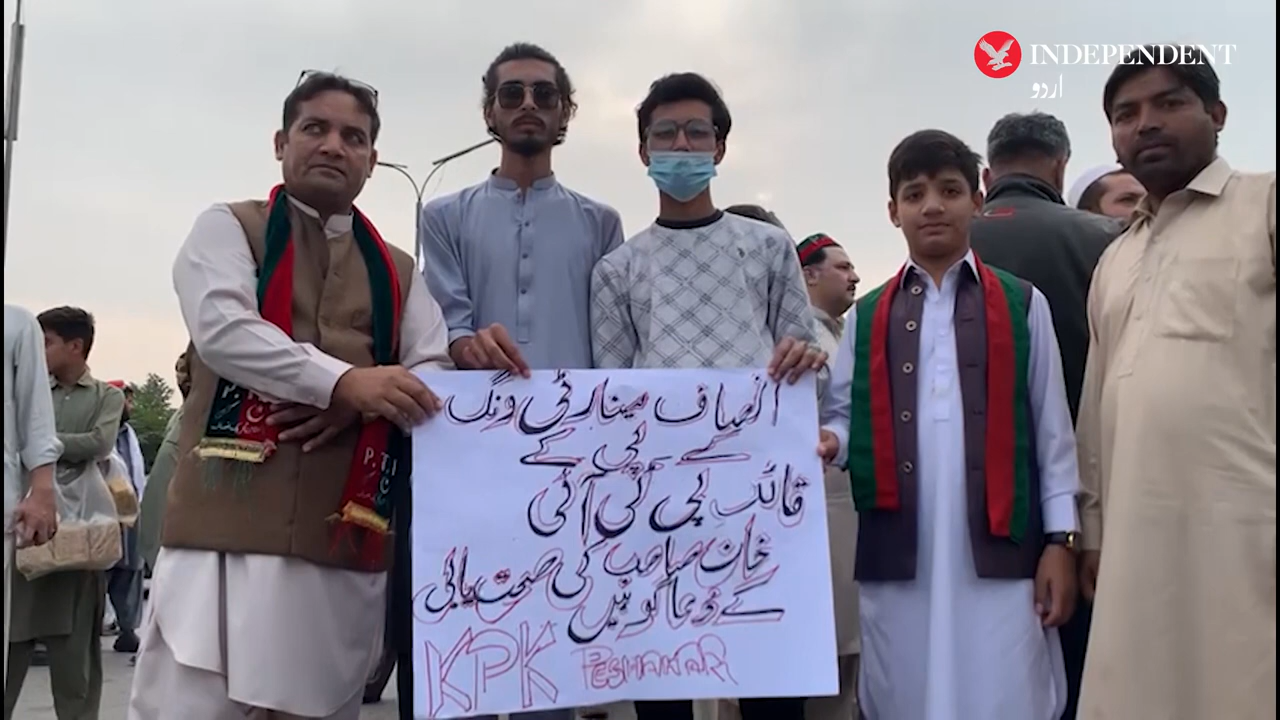 INDEPENDENT
اردو
انصاف مینارٹی ونگ
کے پی کے
قائد پی ٹی آئی
خان صاحب کی صحت یابی
کے دعا گو ہیں
KPK PESHAWAR
P.T.I